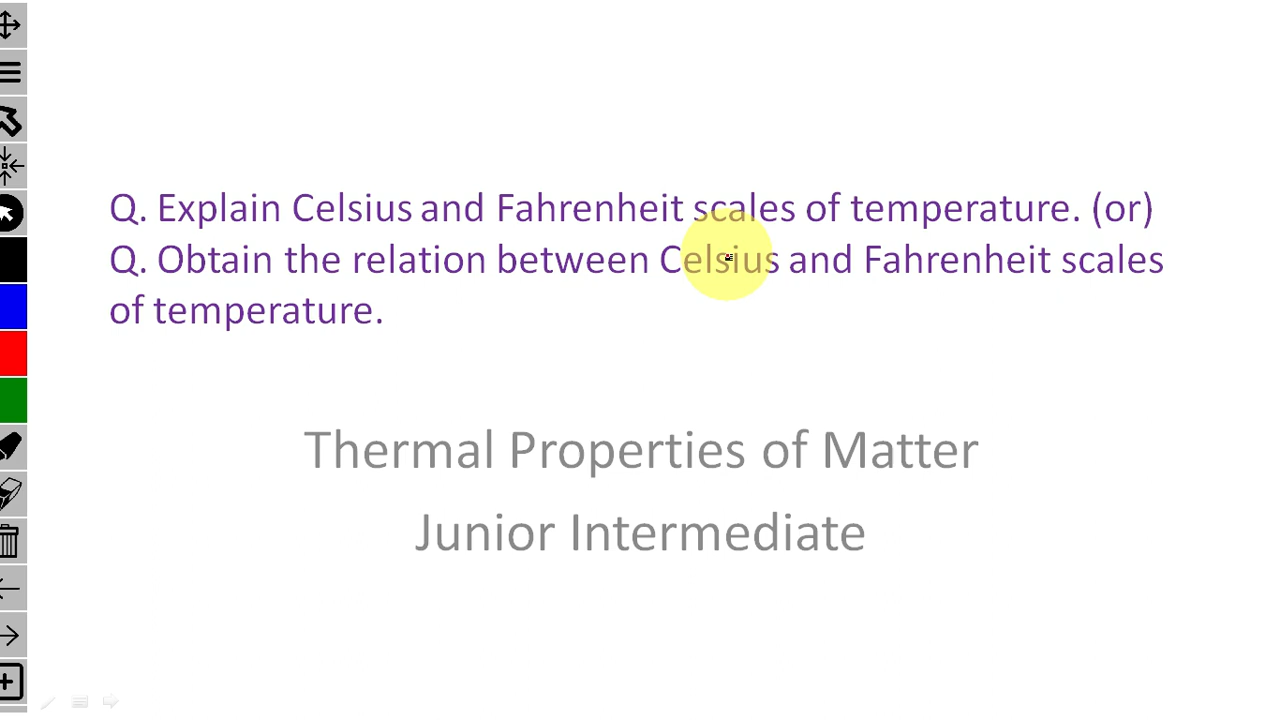 Q. Explain Celsius and Fahrenheit scales of temperature. (or)
Q. Obtain the relation between Celsius and Fahrenheit scales
of temperature.
Thermal Properties of Matter
Junior Intermediate